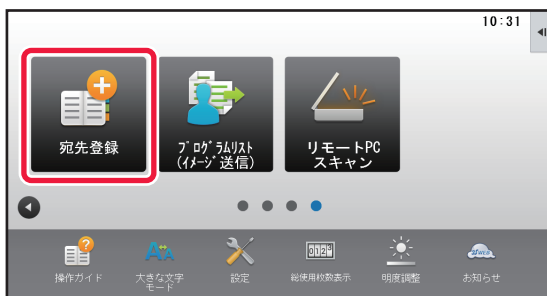 10:31
宛先登録
プログラムリスト
(イメージ送信)
リモートPC
スキャン
操作ガイド
大きな文字
モード
設定
総使用枚数表示
明度調整
お知らせ